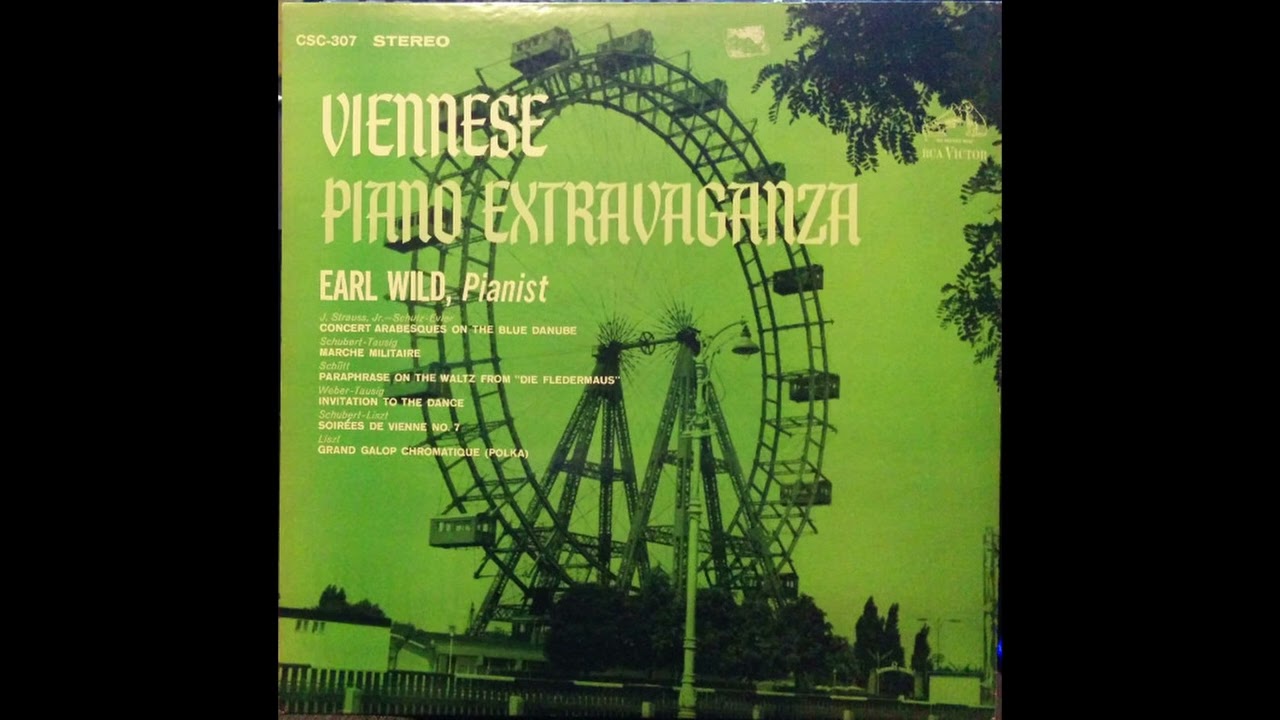 CSC-307 STEREO
VIENNESE
PIANO EXTRAVAGANZA
EARL WILD, Pianist
J. Strauss, Jr.—Schulz-Evler
CONCERT ARABESQUES ON THE BLUE DANUBE
Schubert-Tausig
MARCHE MILITAIRE
Schütt
PARAPHRASE ON THE WALTZ FROM "DIE FLEDERMAUS"
Weber-Tausig
INVITATION TO THE DANCE
Schubert-Liszt
SOIRÉES DE VIENNE NO. 7
Liszt
GRAND GALOP CHROMATIQUE (POLKA)
RCA VICTOR